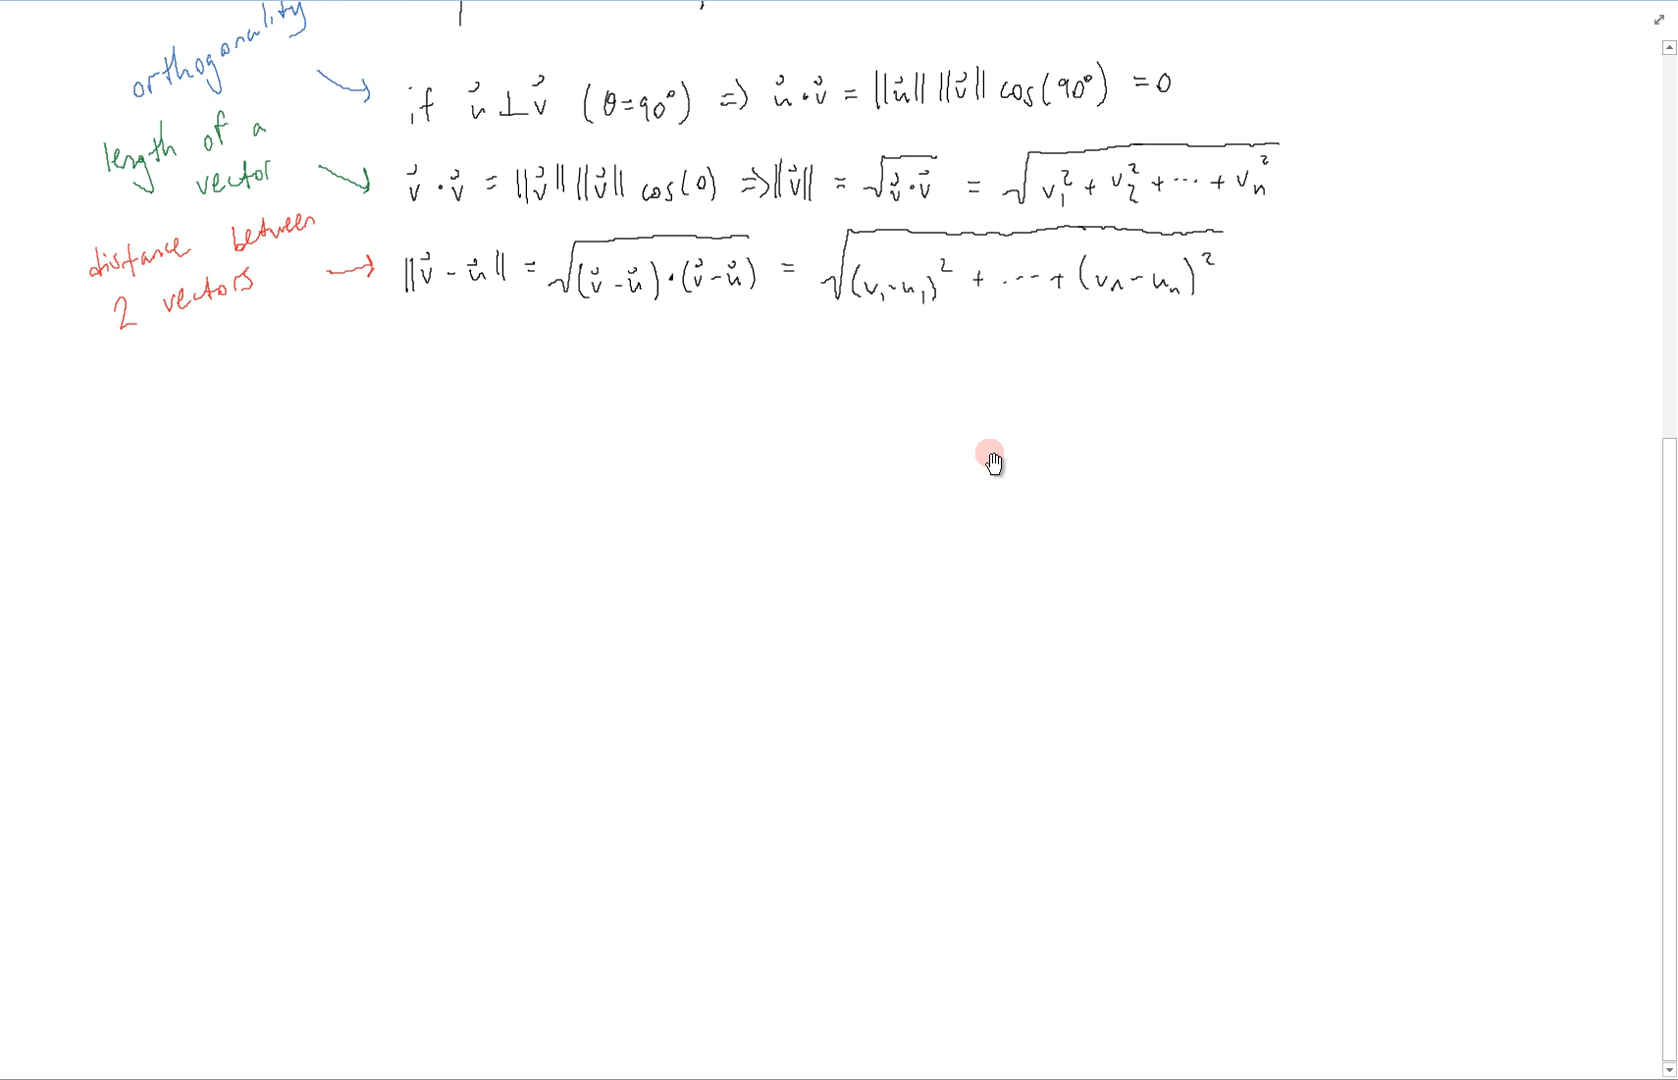 orthogonality
if u⃗ ⊥ v⃗ (θ=90°) => u⃗ · v⃗ = ||u⃗|| ||v⃗|| cos(90°) = 0
length of a
vector
v⃗ · v⃗ = ||v⃗|| ||v⃗|| cos(0) => ||v⃗|| = √(v⃗ · v⃗) = √(v₁² + v₂² + ... + vₙ²)
distance between
2 vectors
||v⃗ - u⃗|| = √((v⃗ - u⃗) · (v⃗ - u⃗)) = √((v₁ - u₁)² + ... + (vₙ - uₙ)²)